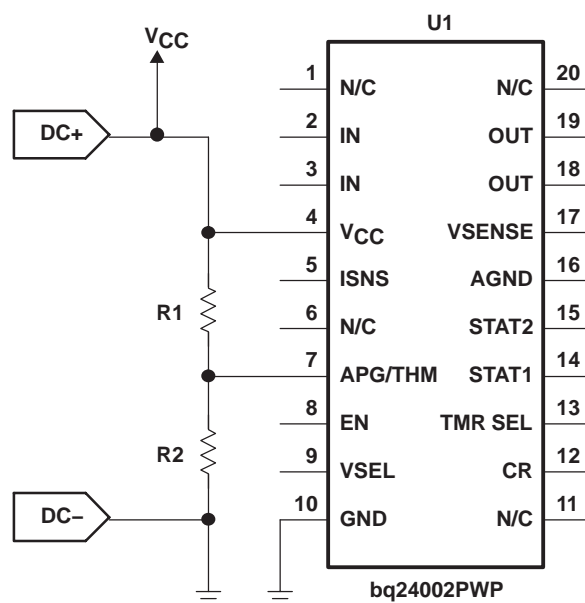 U1
VCC
DC+
1 N/C N/C 20
2 IN OUT 19
3 IN OUT 18
4 VCC VSENSE 17
5 ISNS AGND 16
R1
6 N/C STAT2 15
7 APG/THM STAT1 14
8 EN TMR SEL 13
R2
9 VSEL CR 12
DC−
10 GND N/C 11
bq24002PWP